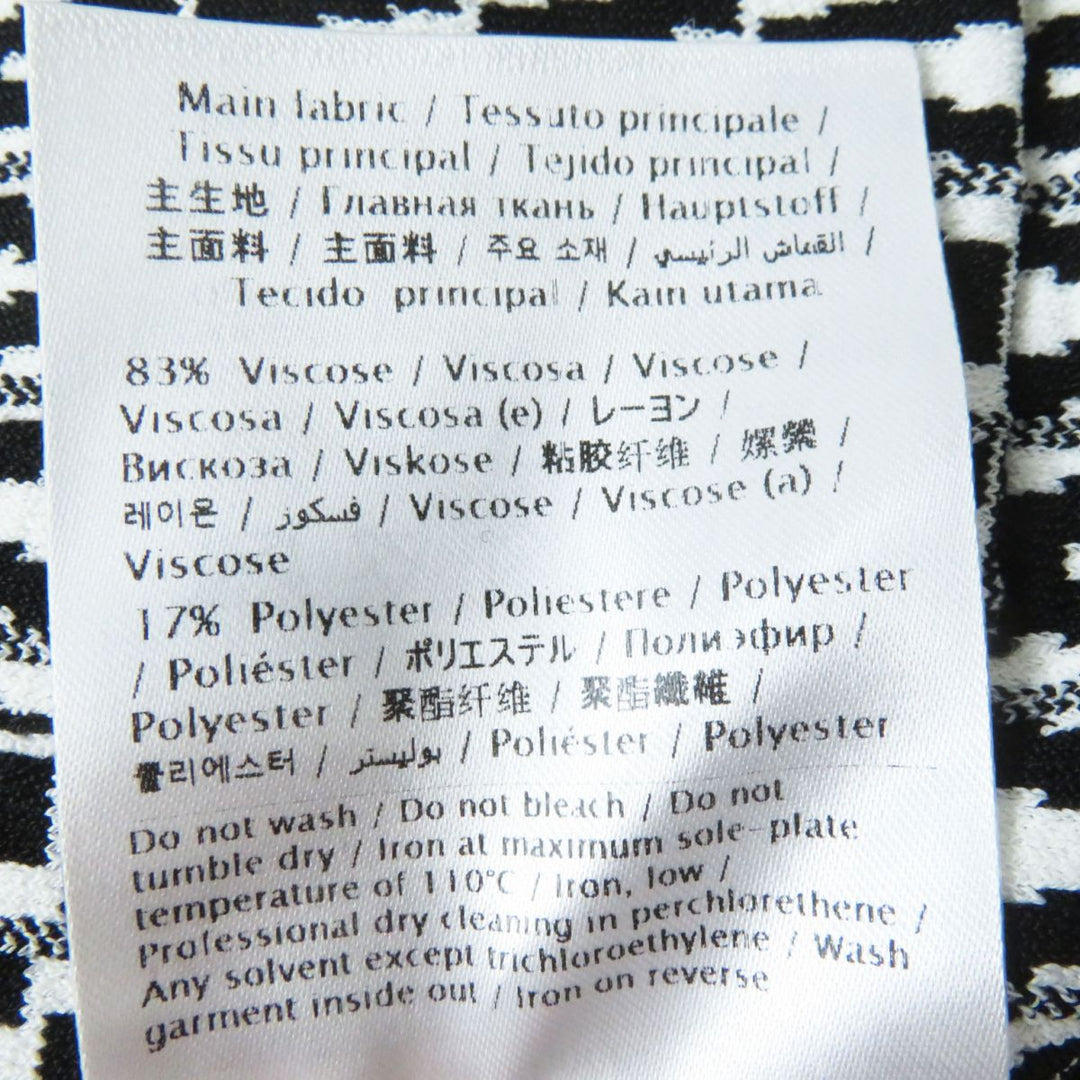 Main fabric / Tessuto principale /
Tissu principal / Tejido principal /
主生地 / Главная ткань / Hauptstoff /
主面料 / 主面料 / 주요 소재 / القماش الرئيسي /
Tecido principal / Kain utama
83% Viscose / Viscosa / Viscose /
Viscosa / Viscosa (e) / レーヨン /
Вискоза / Viskose / 粘胶纤维 / 嫘縈 /
레이온 / فسكوز / Viscose / Viscose (a) /
Viscose
17% Polyester / Poliestere / Polyester
/ Poliéster / ポリエステル / Полиэфир /
Polyester / 聚酯纤维 / 聚酯纖維 /
폴리에스터 / بوليستر / Poliéster / Polyester
Do not wash / Do not bleach / Do not
tumble dry / Iron at maximum sole-plate
temperature of 110°C / Iron, low /
Professional dry cleaning in perchlorethene /
Any solvent except trichloroethylene / Wash
garment inside out / Iron on reverse